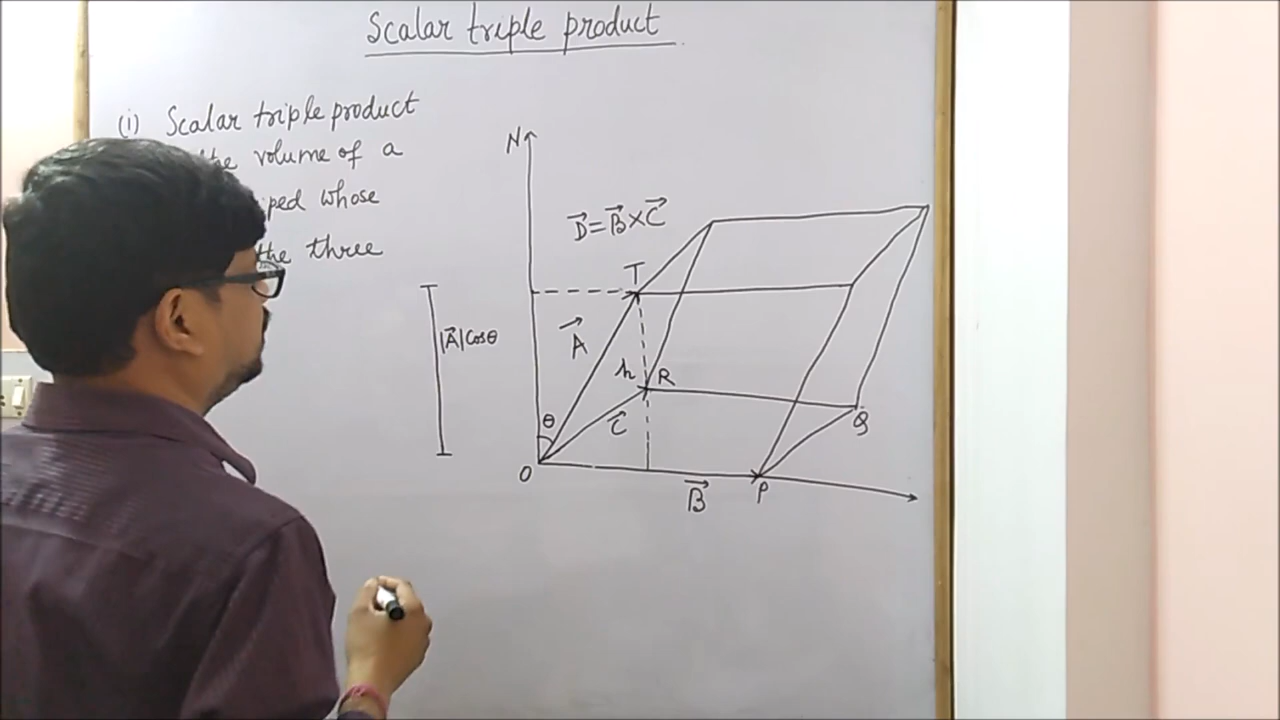 Scalar triple product
(i) Scalar triple product
the volume of a
ped whose
the three
N
D⃗=B⃗×C⃗
T
A⃗
|A⃗|Cosθ
h
R
θ
C⃗
Q
O
B⃗
P